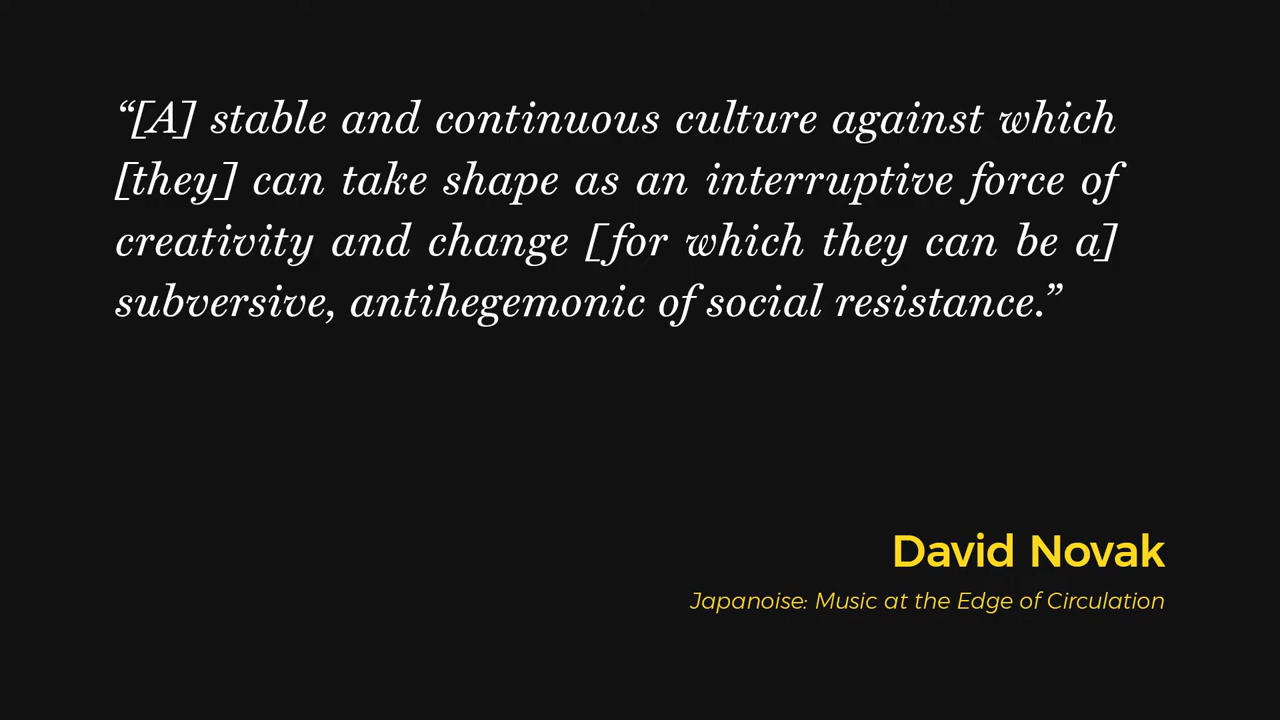 “[A] stable and continuous culture against which
[they] can take shape as an interruptive force of
creativity and change [for which they can be a]
subversive, antihegemonic of social resistance.”
David Novak
Japanoise: Music at the Edge of Circulation